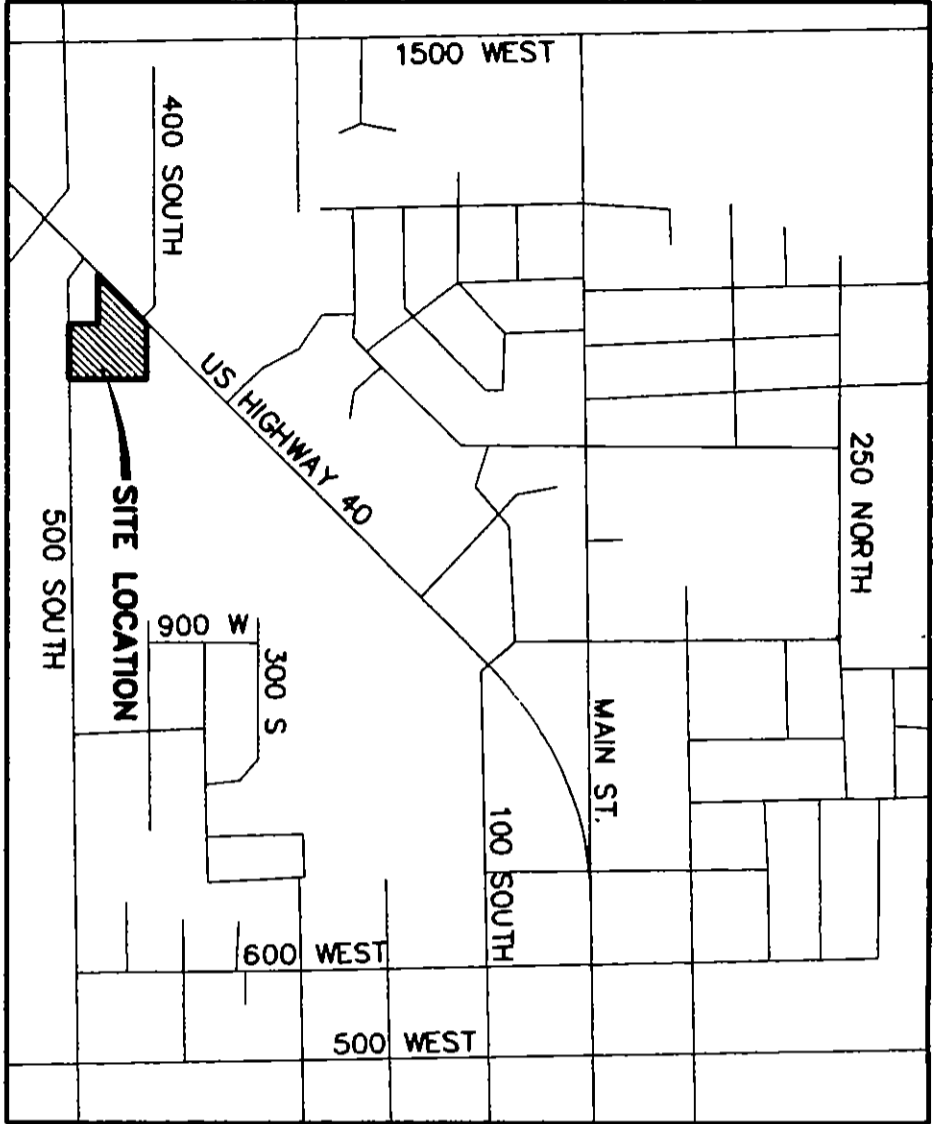 1500 WEST
400 SOUTH
US HIGHWAY 40
250 NORTH
SITE LOCATION
500 SOUTH
900 W
300 S
MAIN ST.
100 SOUTH
600 WEST
500 WEST